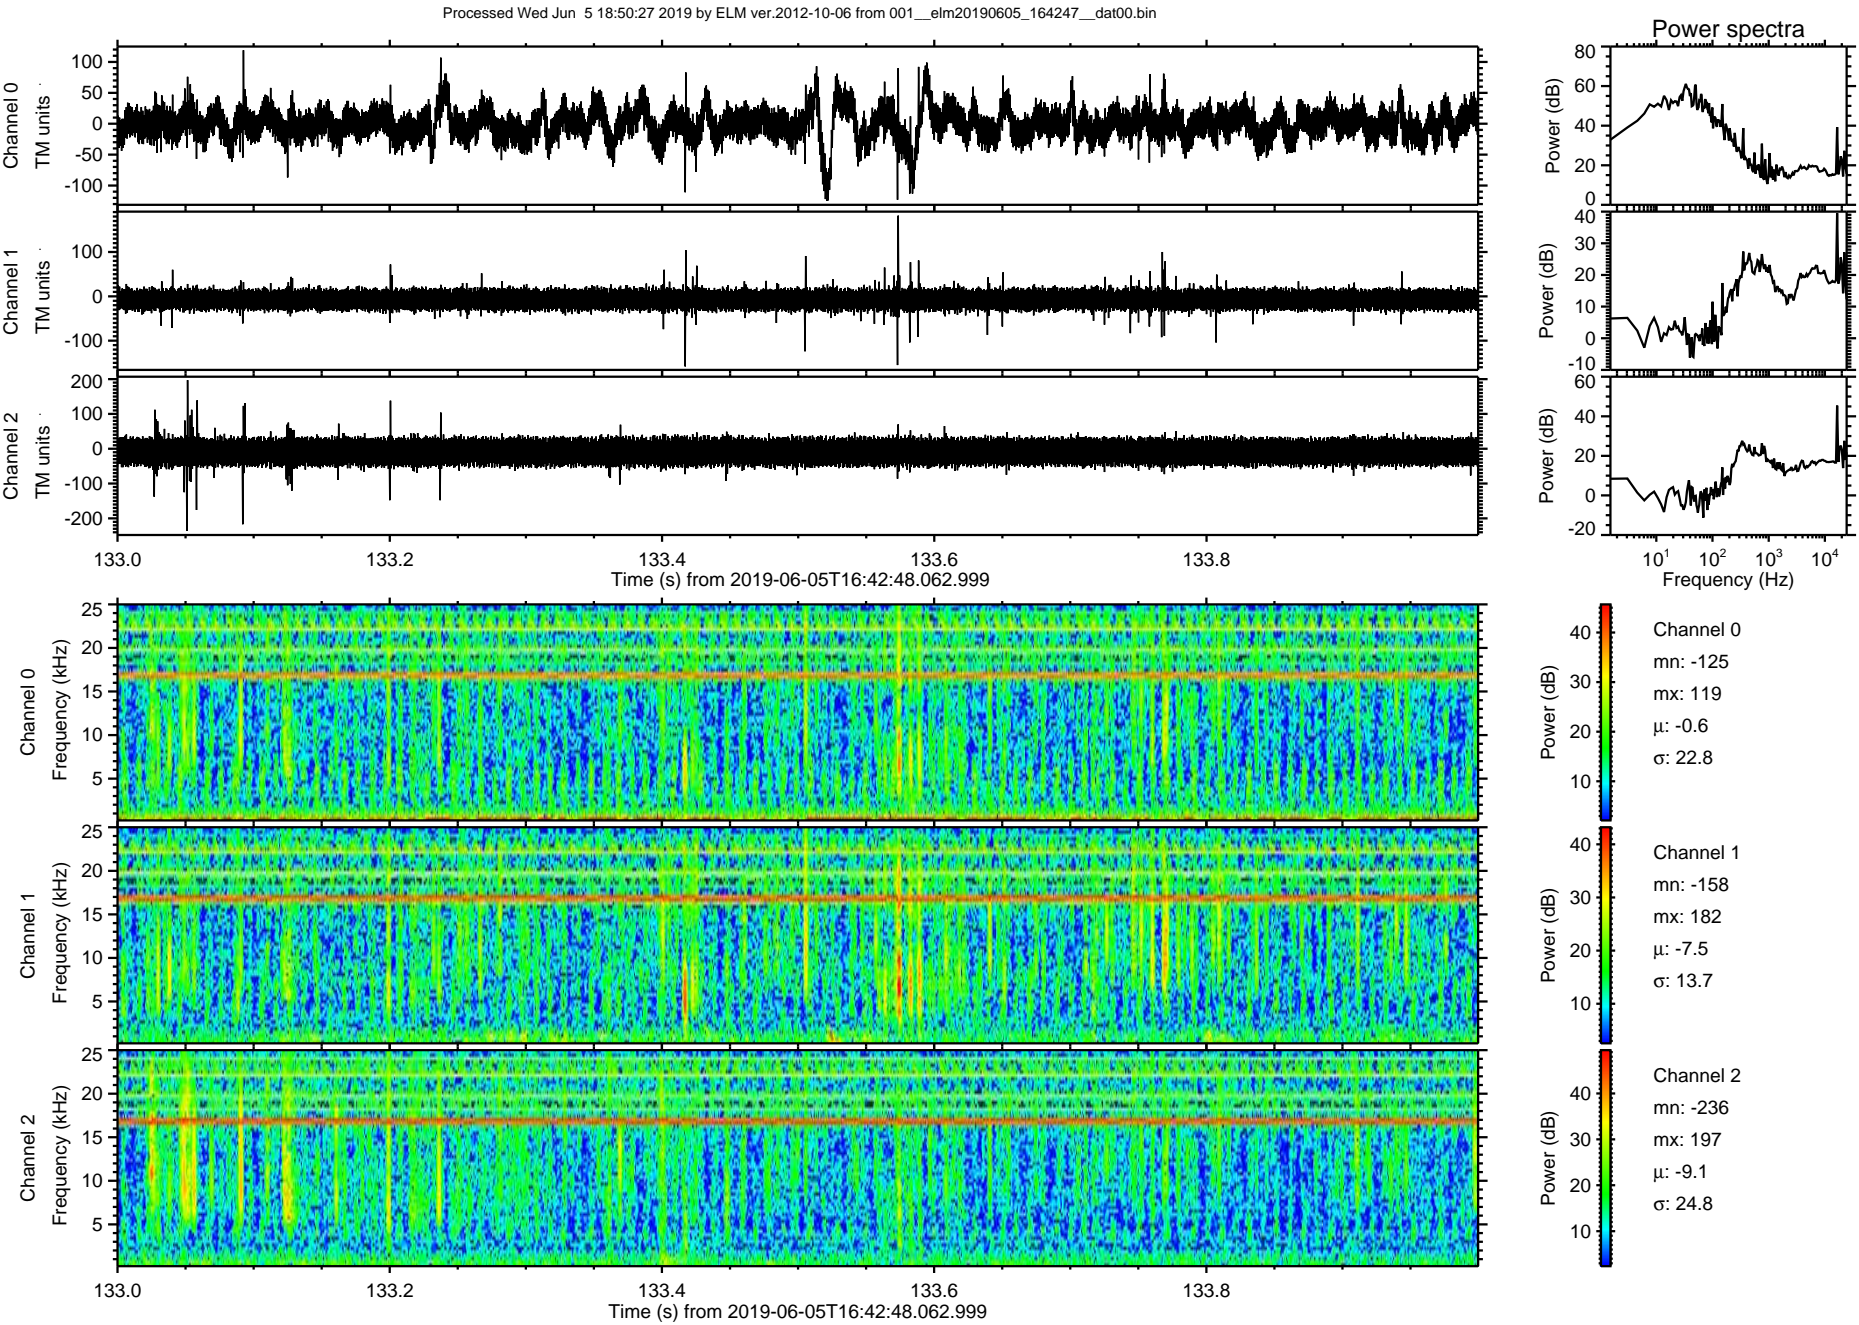 Processed Wed Jun  5 18:50:27 2019 by ELM ver.2012-10-06 from 001__elm20190605_164247__dat00.bin
Power spectra
Channel 0
TM units
100
50
0
-50
-100
Power (dB)
80
60
40
20
0
Channel 1
TM units
100
0
-100
Power (dB)
40
30
20
10
0
-10
Channel 2
TM units
200
100
0
-100
-200
Power (dB)
60
40
20
0
-20
133.0 133.2 133.4 133.6 133.8
Time (s) from 2019-06-05T16:42:48.062.999
10^1 10^2 10^3 10^4
Frequency (Hz)
Channel 0
Frequency (kHz)
25
20
15
10
5
Power (dB)
40
30
20
10
Channel 0
mn: -125
mx: 119
μ: -0.6
σ: 22.8
Channel 1
Frequency (kHz)
25
20
15
10
5
Power (dB)
40
30
20
10
Channel 1
mn: -158
mx: 182
μ: -7.5
σ: 13.7
Channel 2
Frequency (kHz)
25
20
15
10
5
Power (dB)
40
30
20
10
Channel 2
mn: -236
mx: 197
μ: -9.1
σ: 24.8
133.0 133.2 133.4 133.6 133.8
Time (s) from 2019-06-05T16:42:48.062.999